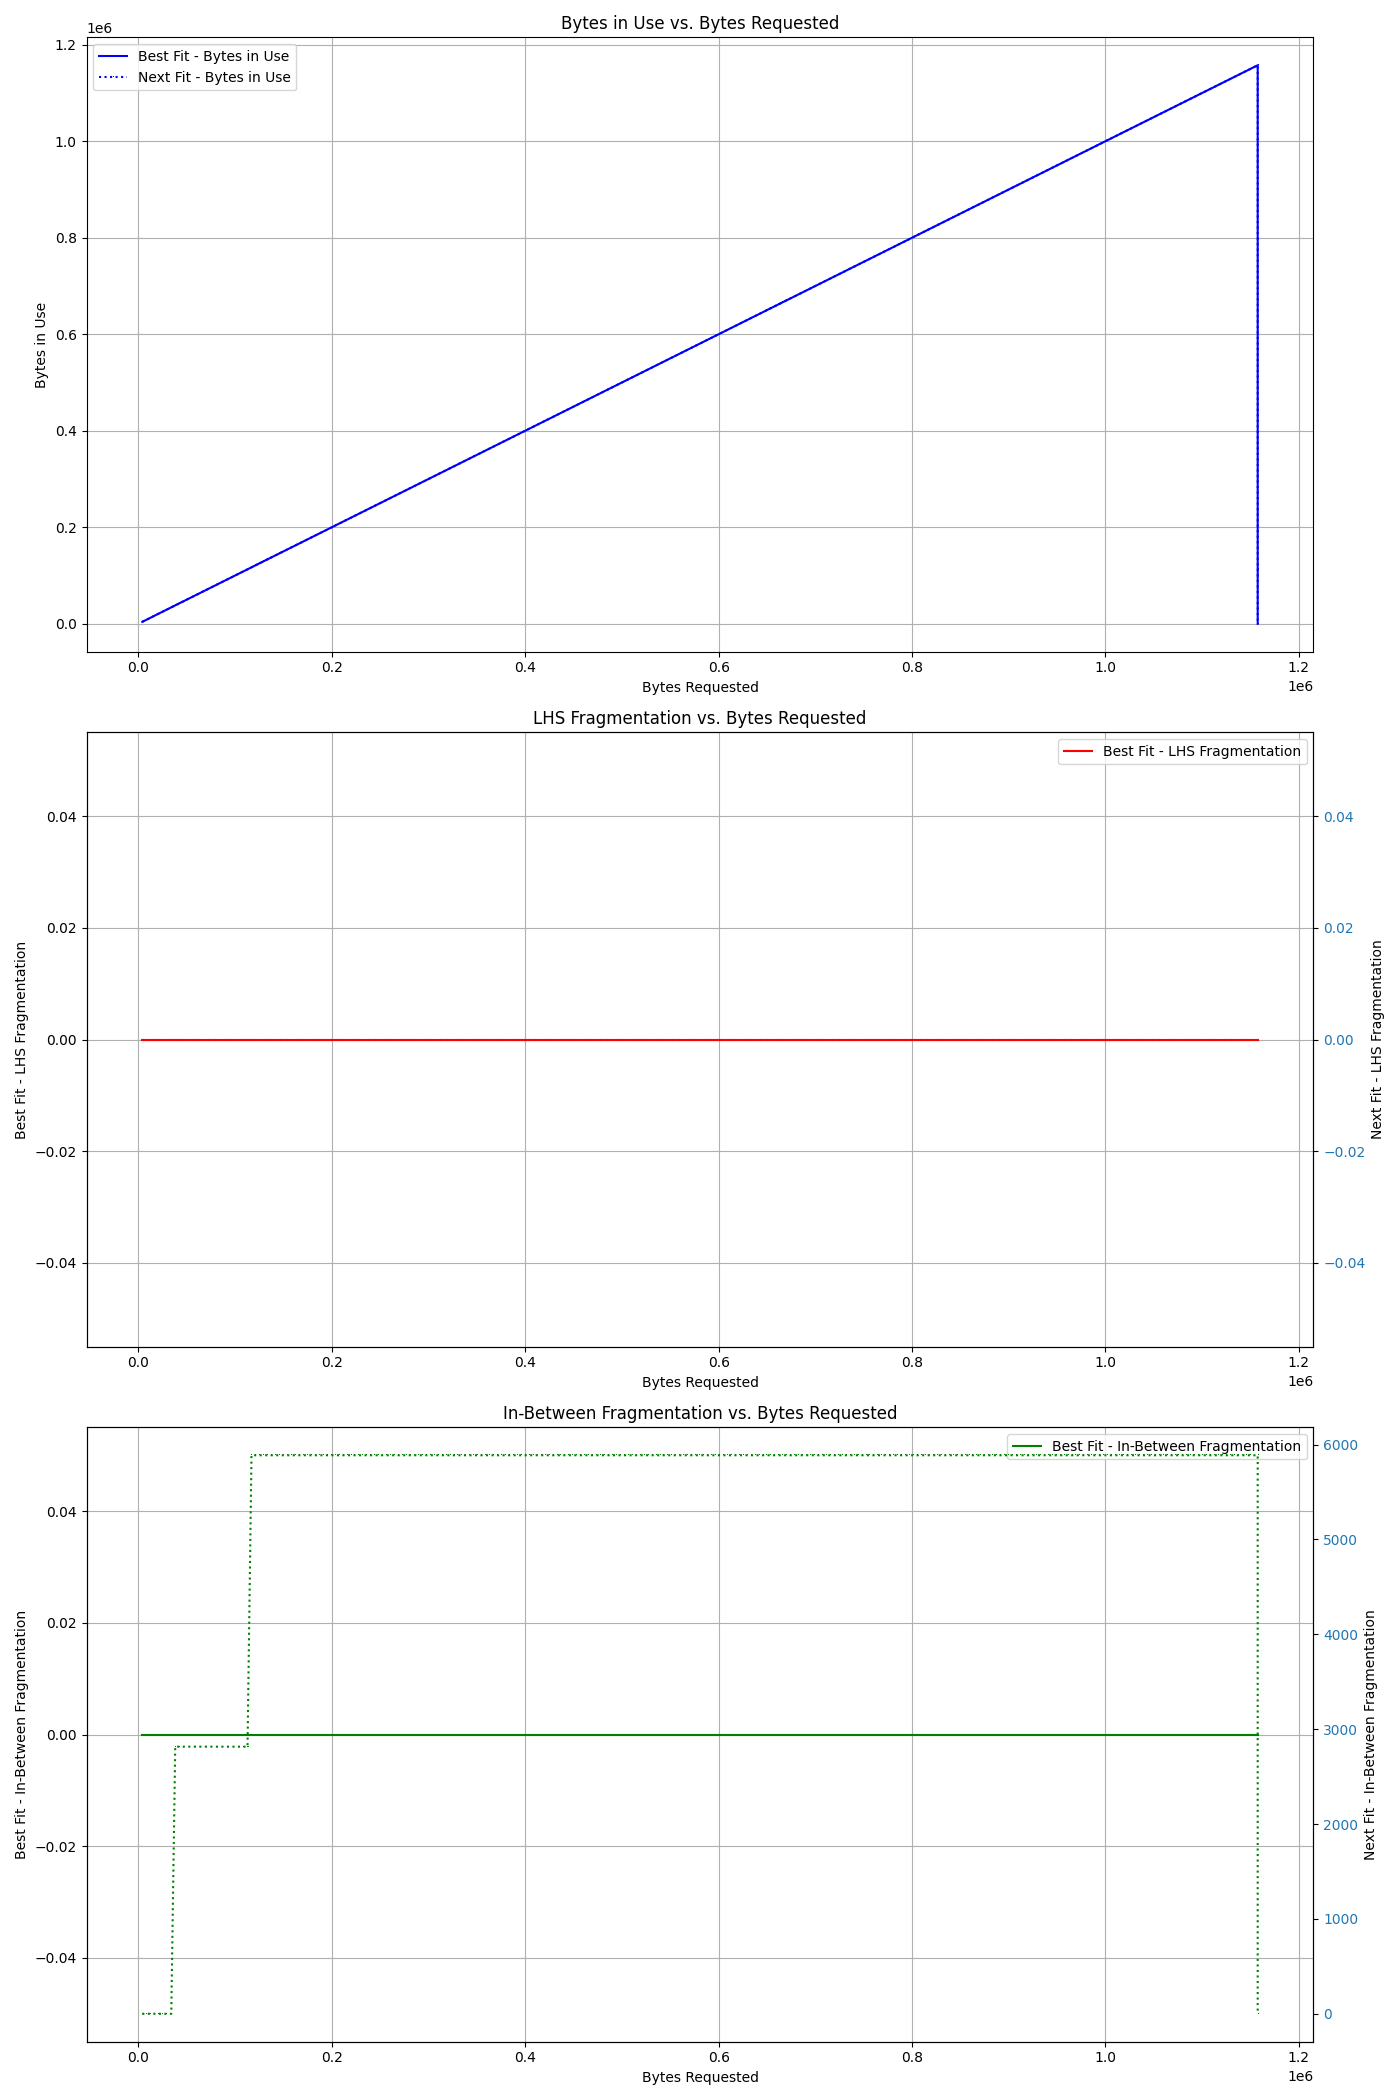 Bytes in Use vs. Bytes Requested
1e6
Best Fit - Bytes in Use
Next Fit - Bytes in Use
1.2
1.0
0.8
0.6
0.4
0.2
0.0
Bytes in Use
0.0 0.2 0.4 0.6 0.8 1.0 1.2
1e6
Bytes Requested
LHS Fragmentation vs. Bytes Requested
Best Fit - LHS Fragmentation
0.04 0.04
0.02 0.02
0.00 0.00
−0.02 −0.02
−0.04 −0.04
Best Fit - LHS Fragmentation
Next Fit - LHS Fragmentation
0.0 0.2 0.4 0.6 0.8 1.0 1.2
1e6
Bytes Requested
In-Between Fragmentation vs. Bytes Requested
Best Fit - In-Between Fragmentation
0.04
0.02
0.00
−0.02
−0.04
Best Fit - In-Between Fragmentation
6000
5000
4000
3000
2000
1000
0
Next Fit - In-Between Fragmentation
0.0 0.2 0.4 0.6 0.8 1.0 1.2
1e6
Bytes Requested